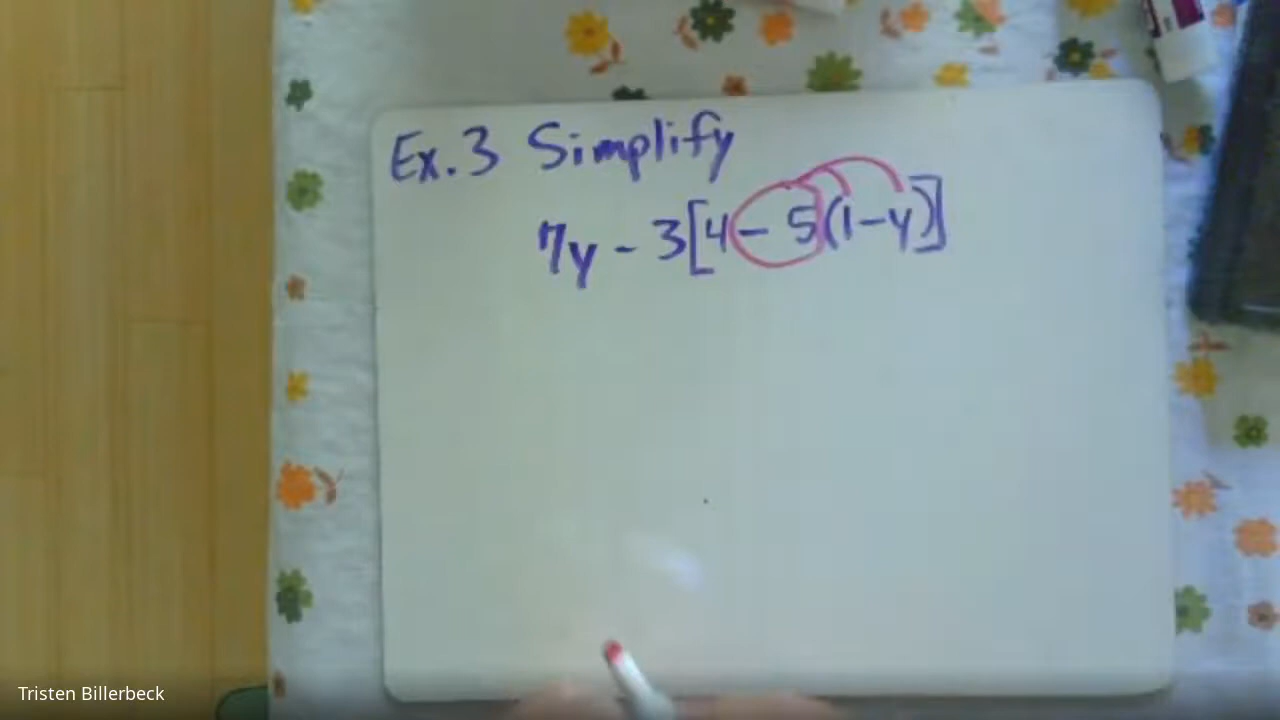 Ex. 3 Simplify
7y - 3[4 - 5(1 - y)]
Tristen Billerbeck